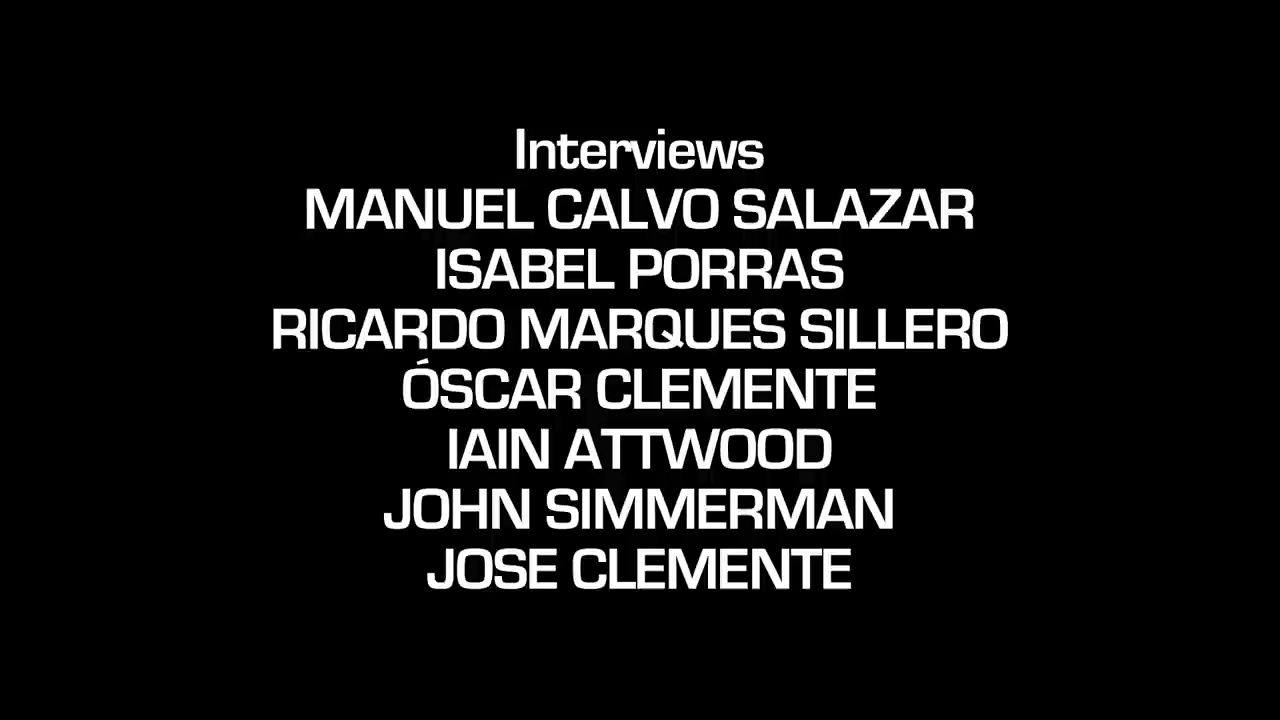 Interviews
MANUEL CALVO SALAZAR
ISABEL PORRAS
RICARDO MARQUES SILLERO
ÓSCAR CLEMENTE
IAIN ATTWOOD
JOHN SIMMERMAN
JOSE CLEMENTE